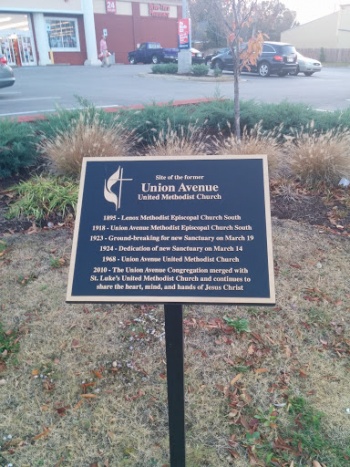 Site of the former
Union Avenue
United Methodist Church
1895 - Lenox Methodist Episcopal Church South
1918 - Union Avenue Methodist Episcopal Church South
1923 - Ground-breaking for new Sanctuary on March 19
1924 - Dedication of new Sanctuary on March 14
1968 - Union Avenue United Methodist Church
2010 - The Union Avenue Congregation merged with
St. Luke's United Methodist Church and continues to
share the heart, mind, and hands of Jesus Christ